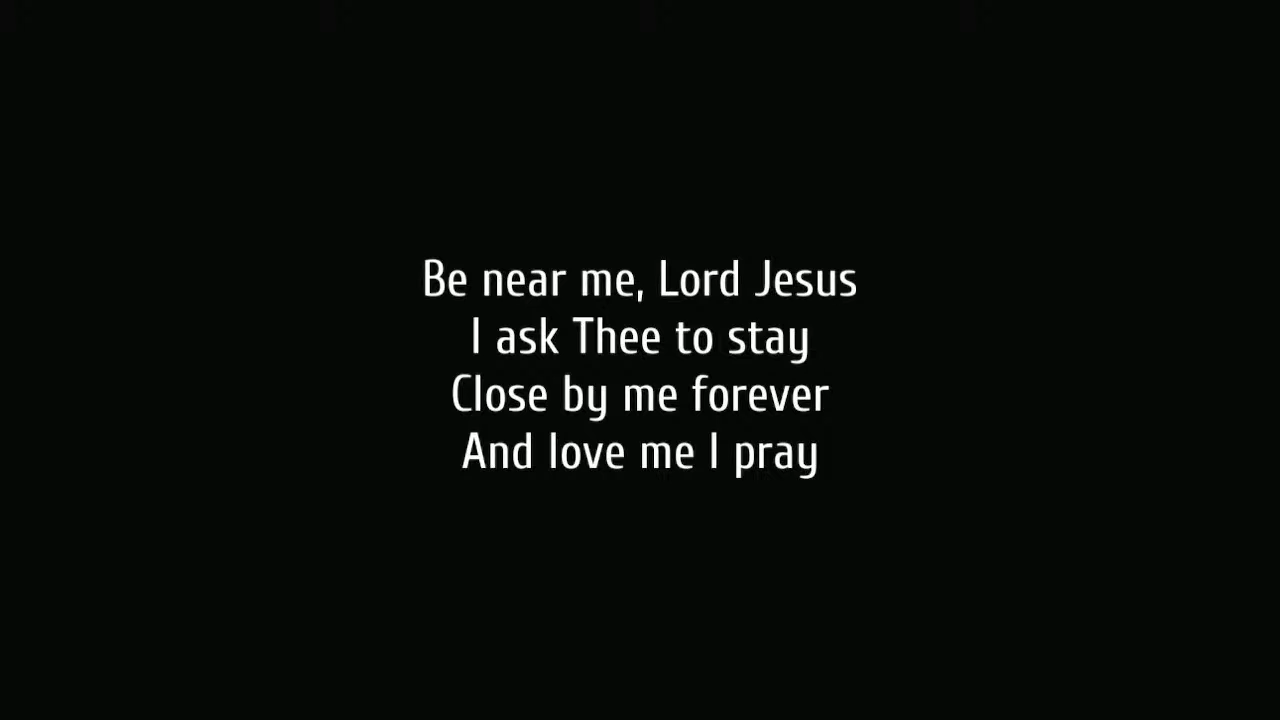 Be near me, Lord Jesus
I ask Thee to stay
Close by me forever
And love me I pray